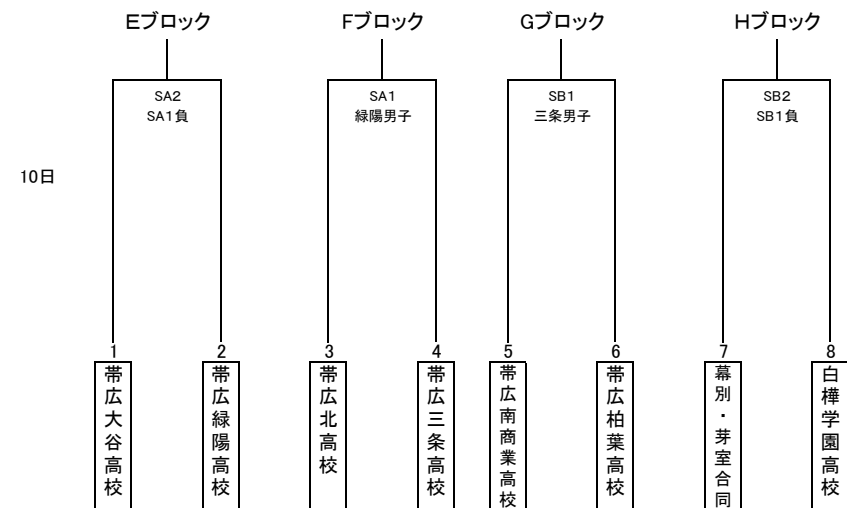 Eブロック
Fブロック
Gブロック
Hブロック
SA2
SA1負
SA1
緑陽男子
SB1
三条男子
SB2
SB1負
10日
1
2
3
4
5
6
7
8
帯広大谷高校
帯広緑陽高校
帯広北高校
帯広三条高校
帯広南商業高校
帯広柏葉高校
幕別・芽室合同
白樺学園高校